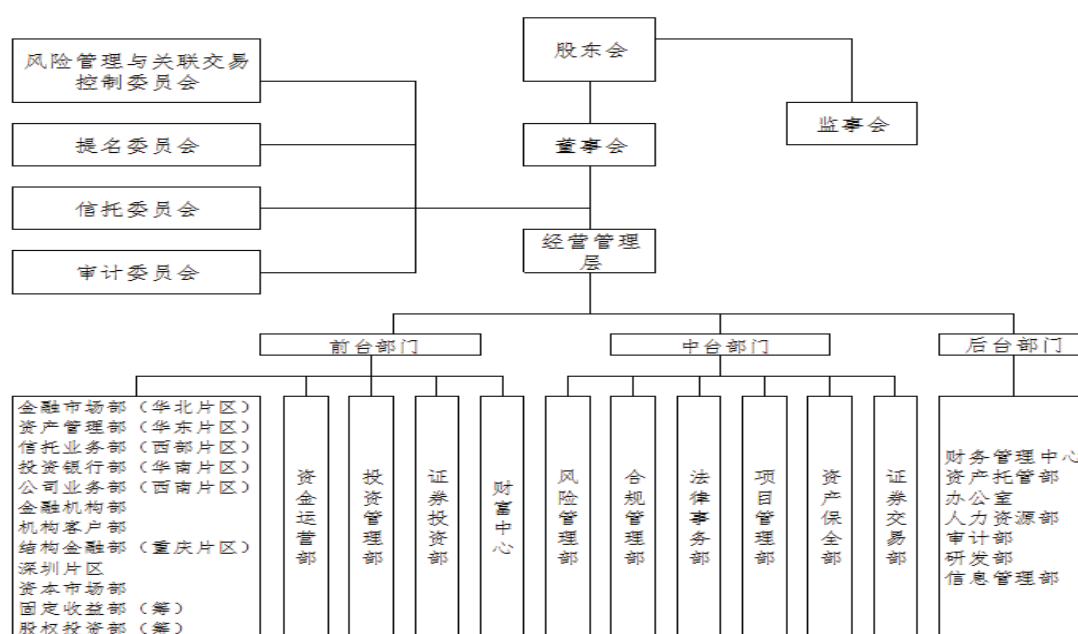 股东会
风险管理与关联交易
控制委员会
监事会
提名委员会
董事会
信托委员会
经营管理
层
审计委员会
前台部门
中台部门
后台部门
金融市场部（华北片区）
资产管理部（华东片区）
信托业务部（西部片区）
投资银行部（华南片区）
公司业务部（西南片区）
金融机构部
机构客户部
结构金融部（重庆片区）
深圳片区
资本市场部
固定收益部（筹）
股权投资部（筹）
资金运营部
投资管理部
证券投资部
财富中心
风险管理部
合规管理部
法律事务部
项目管理部
资产保全部
证券交易部
财务管理中心
资产托管部
办公室
人力资源部
审计部
研发部
信息管理部